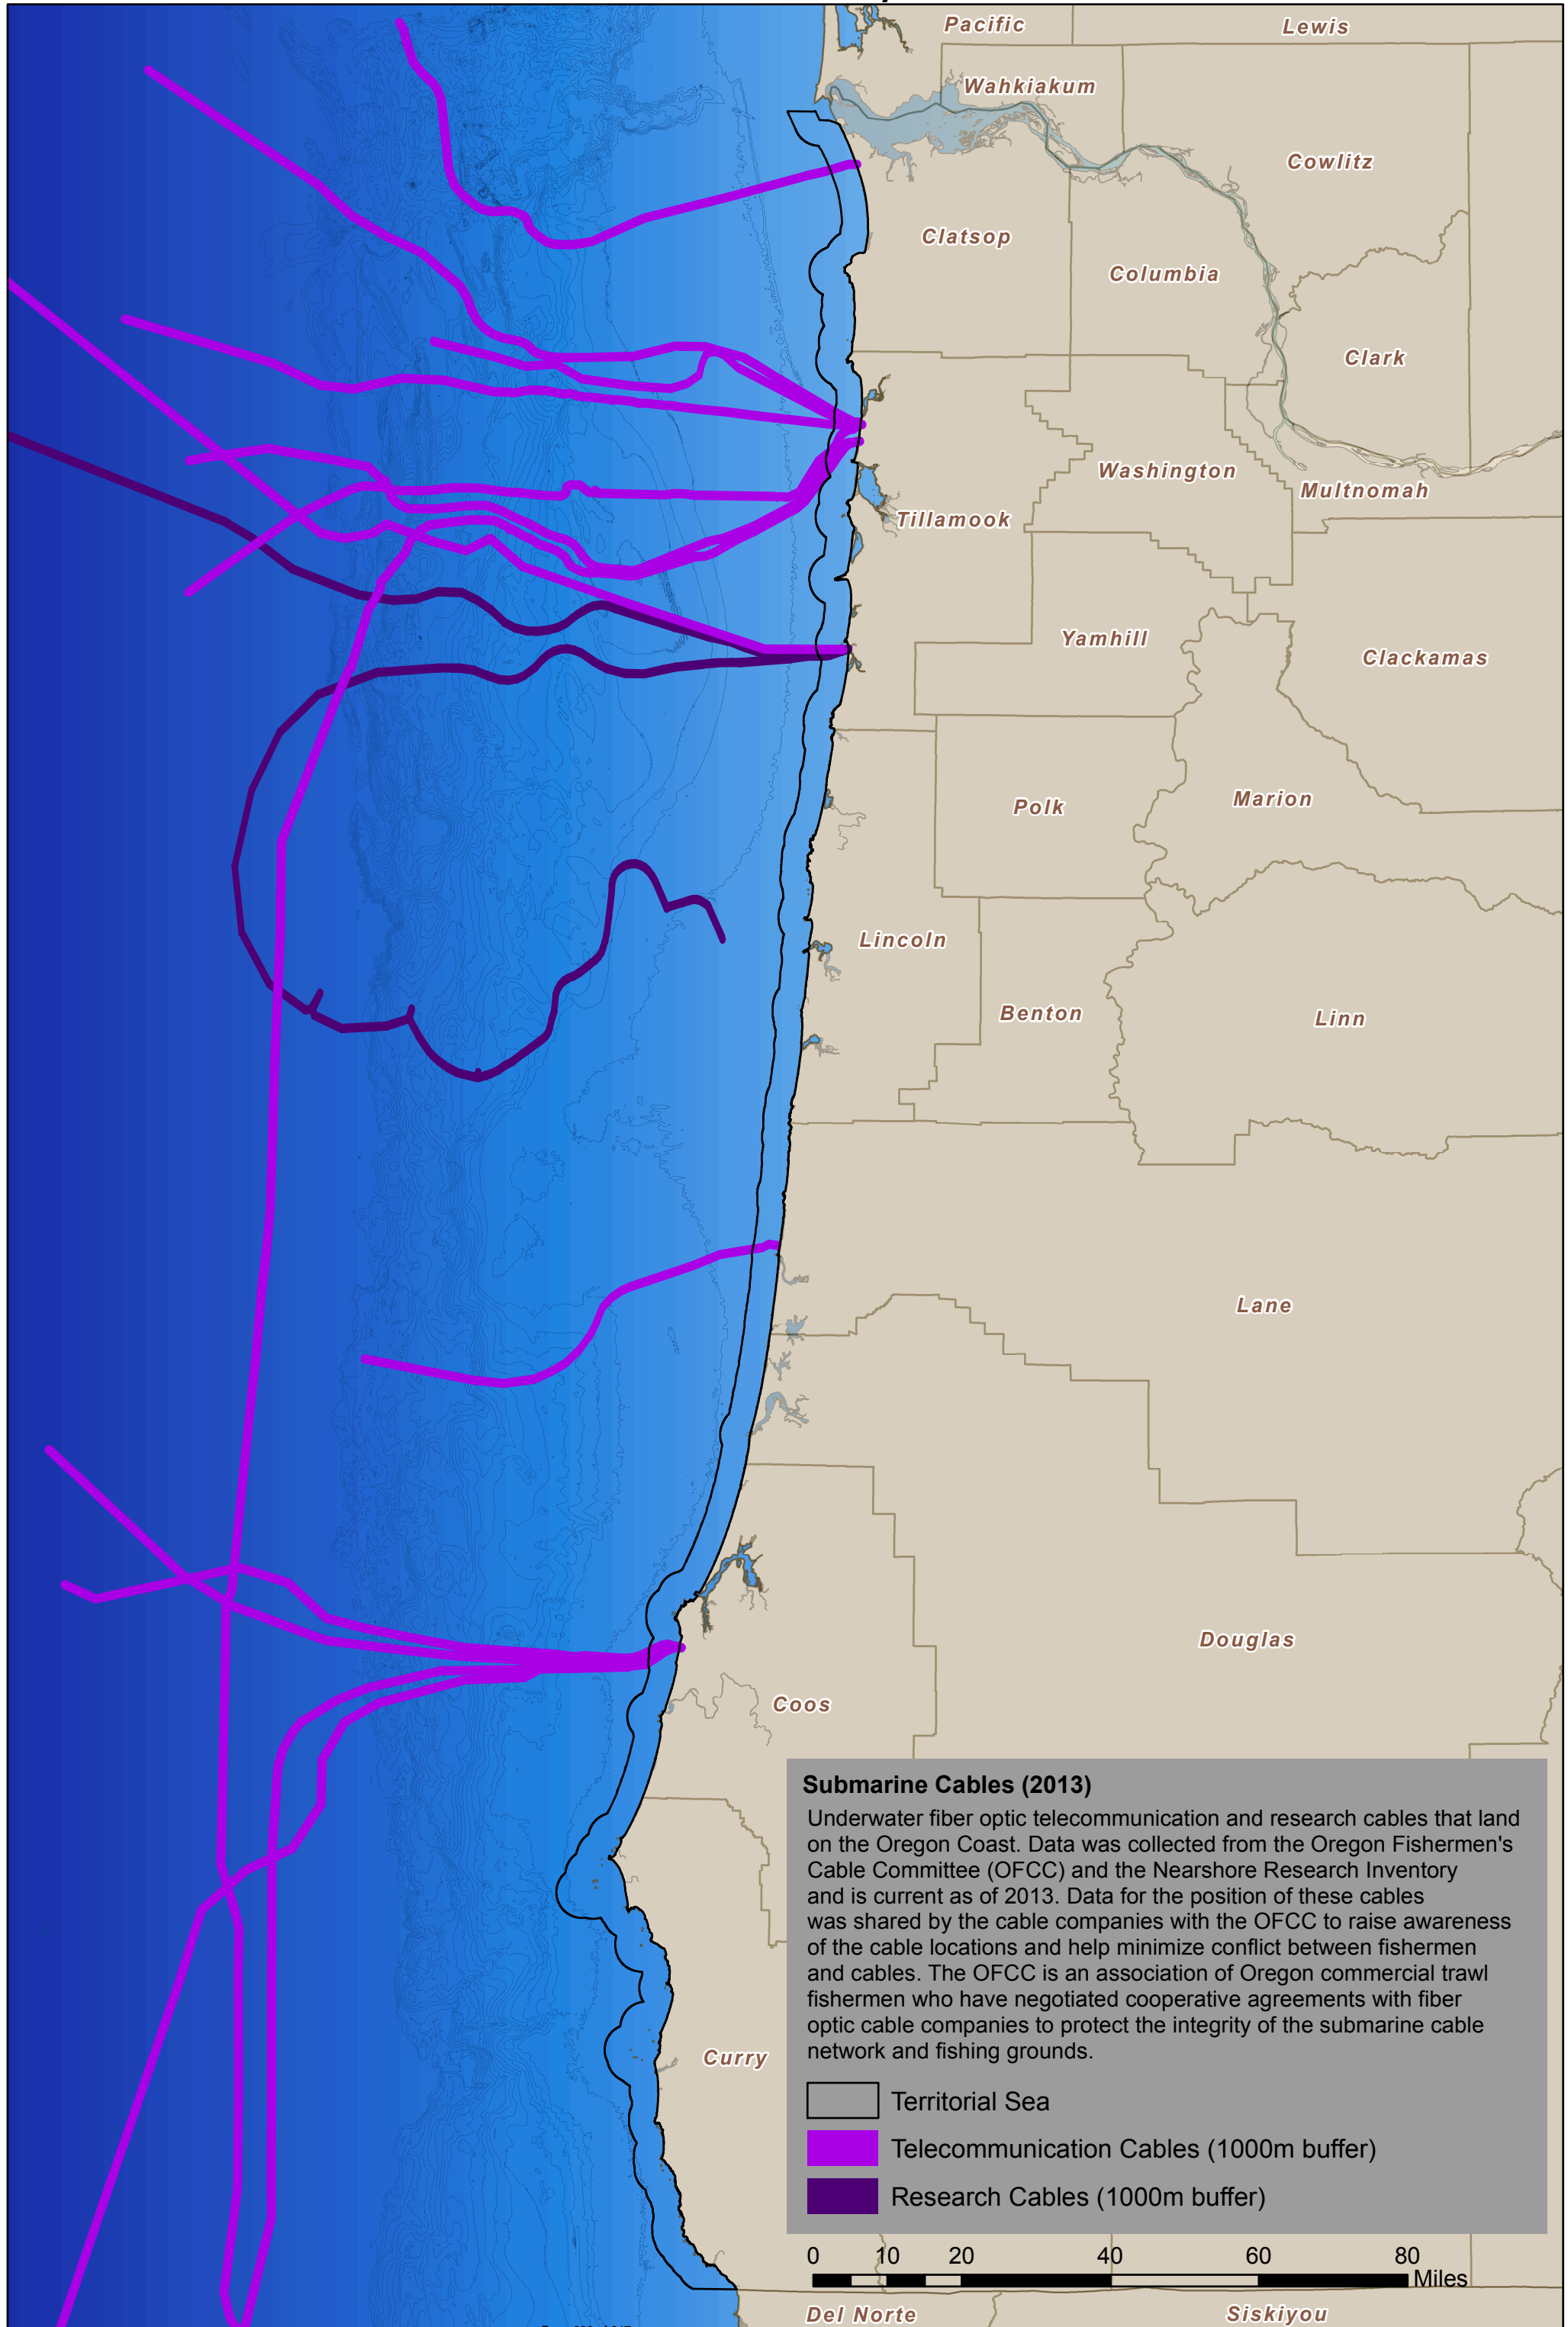 Pacific
Lewis
Wahkiakum
Cowlitz
Clatsop
Columbia
Clark
Washington
Multnomah
Tillamook
Yamhill
Clackamas
Polk
Marion
Lincoln
Benton
Linn
Lane
Douglas
Coos
Curry
Submarine Cables (2013)
Underwater fiber optic telecommunication and research cables that land
on the Oregon Coast. Data was collected from the Oregon Fishermen's
Cable Committee (OFCC) and the Nearshore Research Inventory
and is current as of 2013. Data for the position of these cables
was shared by the cable companies with the OFCC to raise awareness
of the cable locations and help minimize conflict between fishermen
and cables. The OFCC is an association of Oregon commercial trawl
fishermen who have negotiated cooperative agreements with fiber
optic cable companies to protect the integrity of the submarine cable
network and fishing grounds.
Territorial Sea
Telecommunication Cables (1000m buffer)
Research Cables (1000m buffer)
0 10 20 40 60 80
Miles
Del Norte
Siskiyou